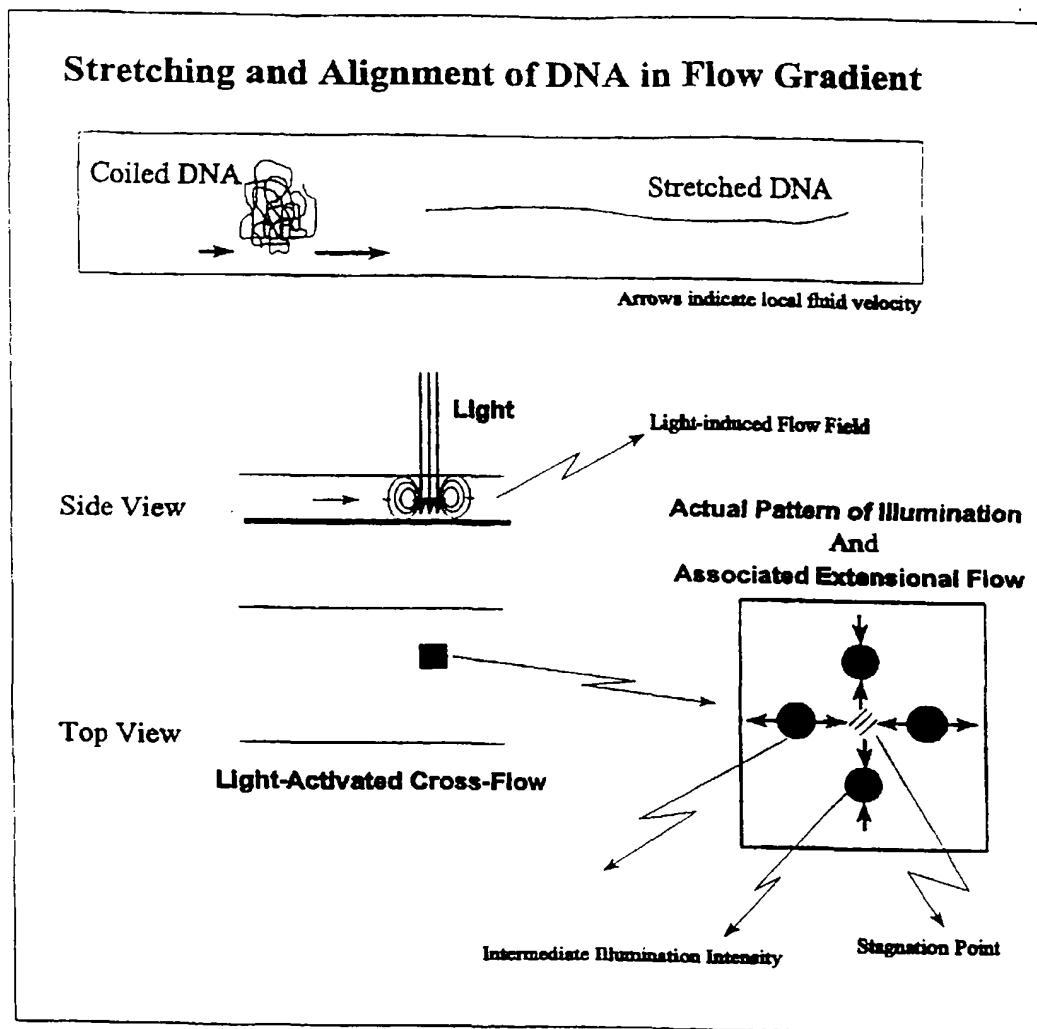 Stretching and Alignment of DNA in Flow Gradient
Coiled DNA
Stretched DNA
Arrows indicate local fluid velocity
Light
Light-induced Flow Field
Side View
Actual Pattern of Illumination
And
Associated Extensional Flow
Top View
Light-Activated Cross-Flow
Intermediate Illumination Intensity
Stagnation Point